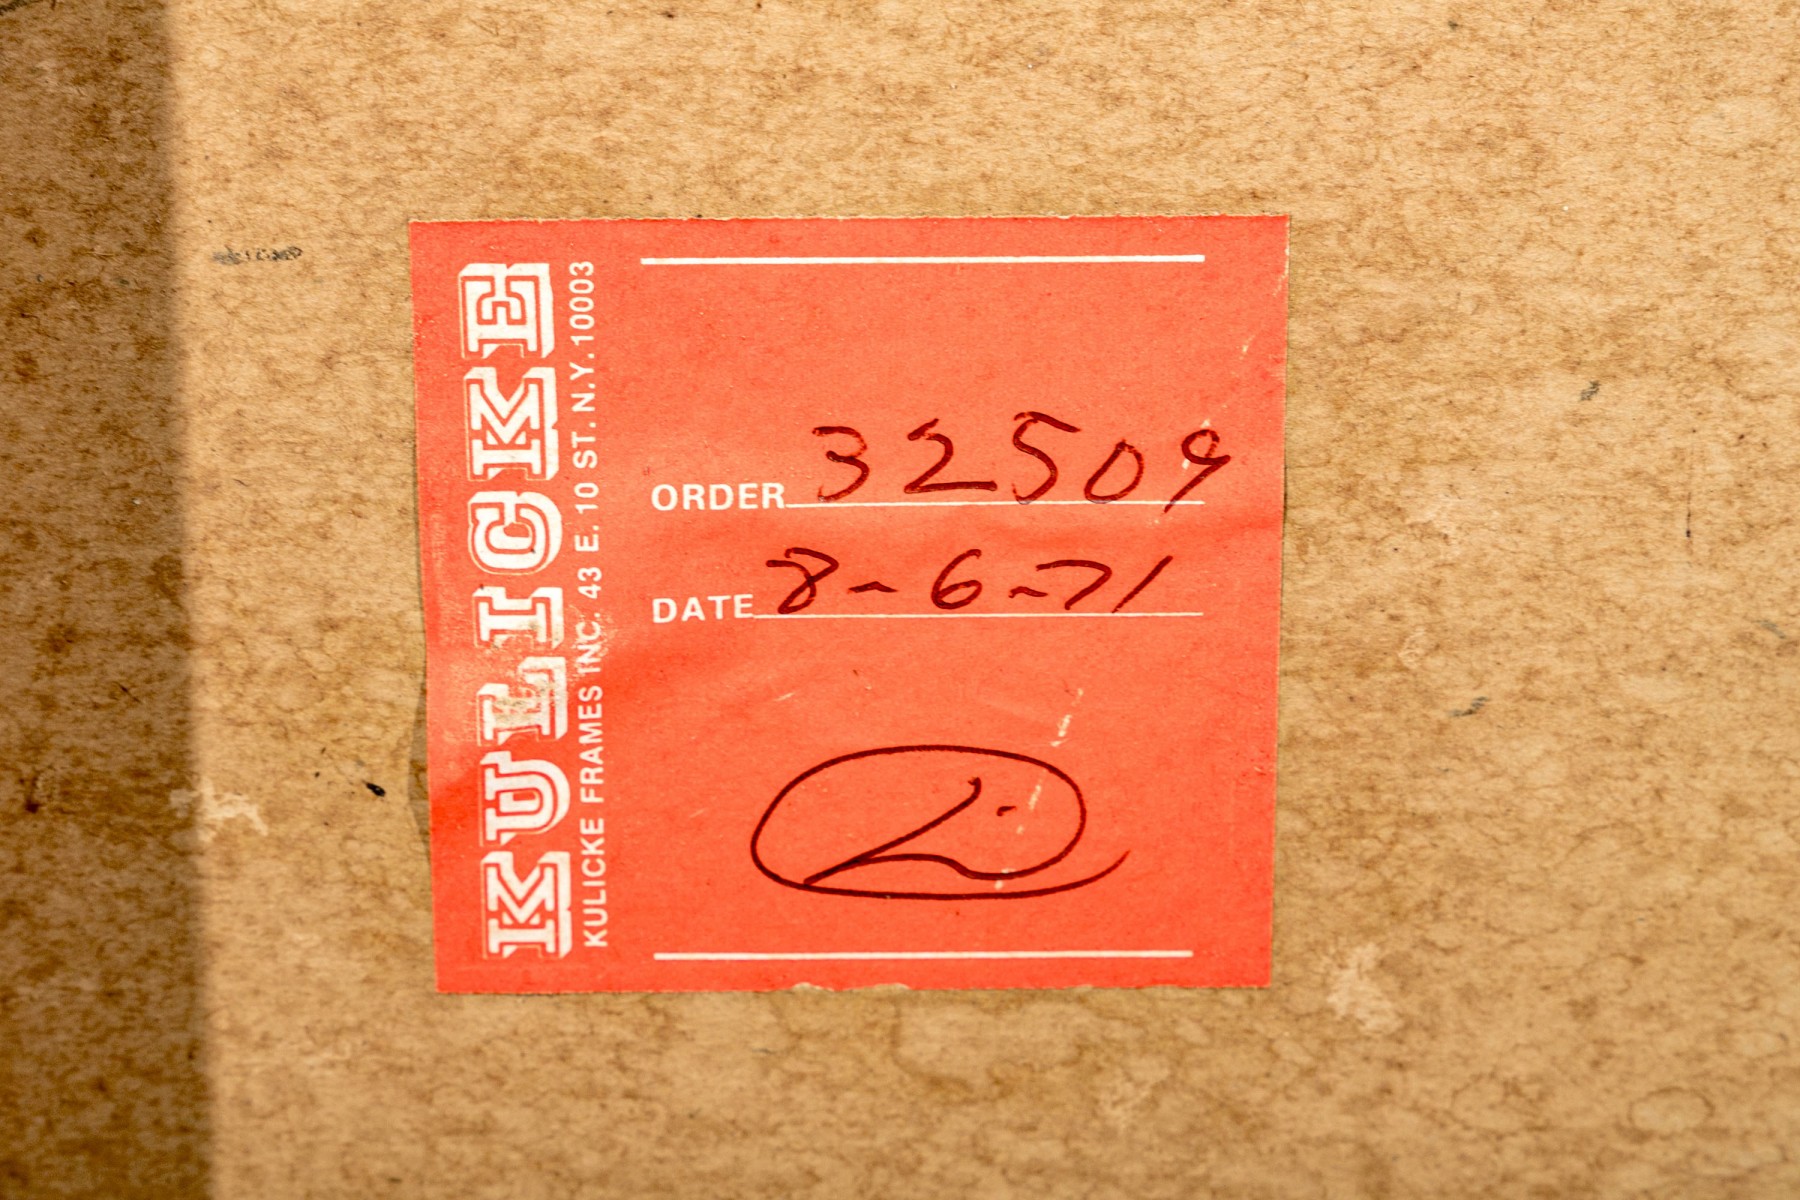 KULICKE
KULICKE FRAMES INC. 43 E. 10 ST. N.Y. 10003
ORDER 32509
DATE 8-6-71